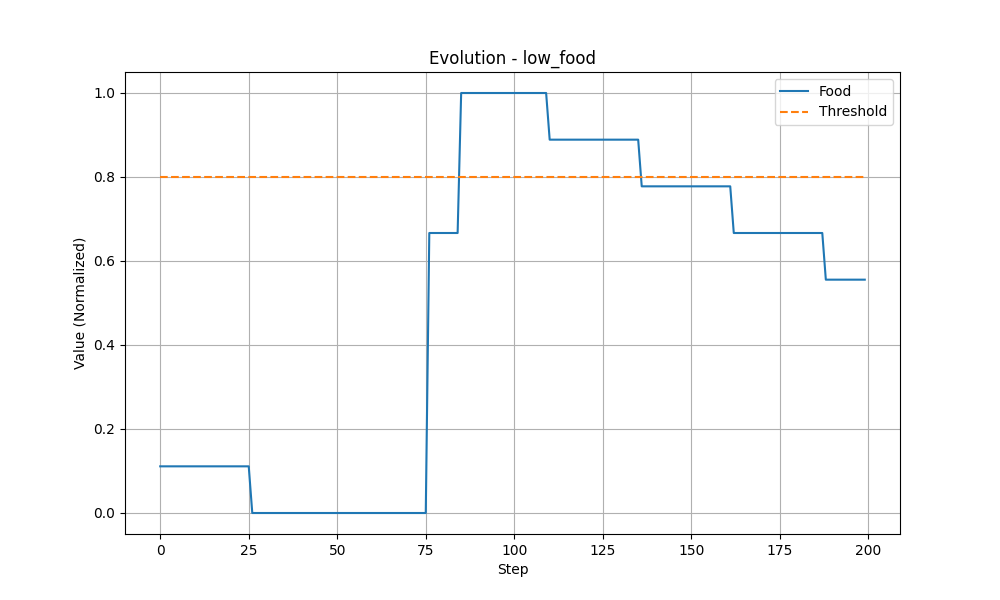 Evolution - low_food
Food
Threshold
Value (Normalized)
1.0
0.8
0.6
0.4
0.2
0.0
0 25 50 75 100 125 150 175 200
Step